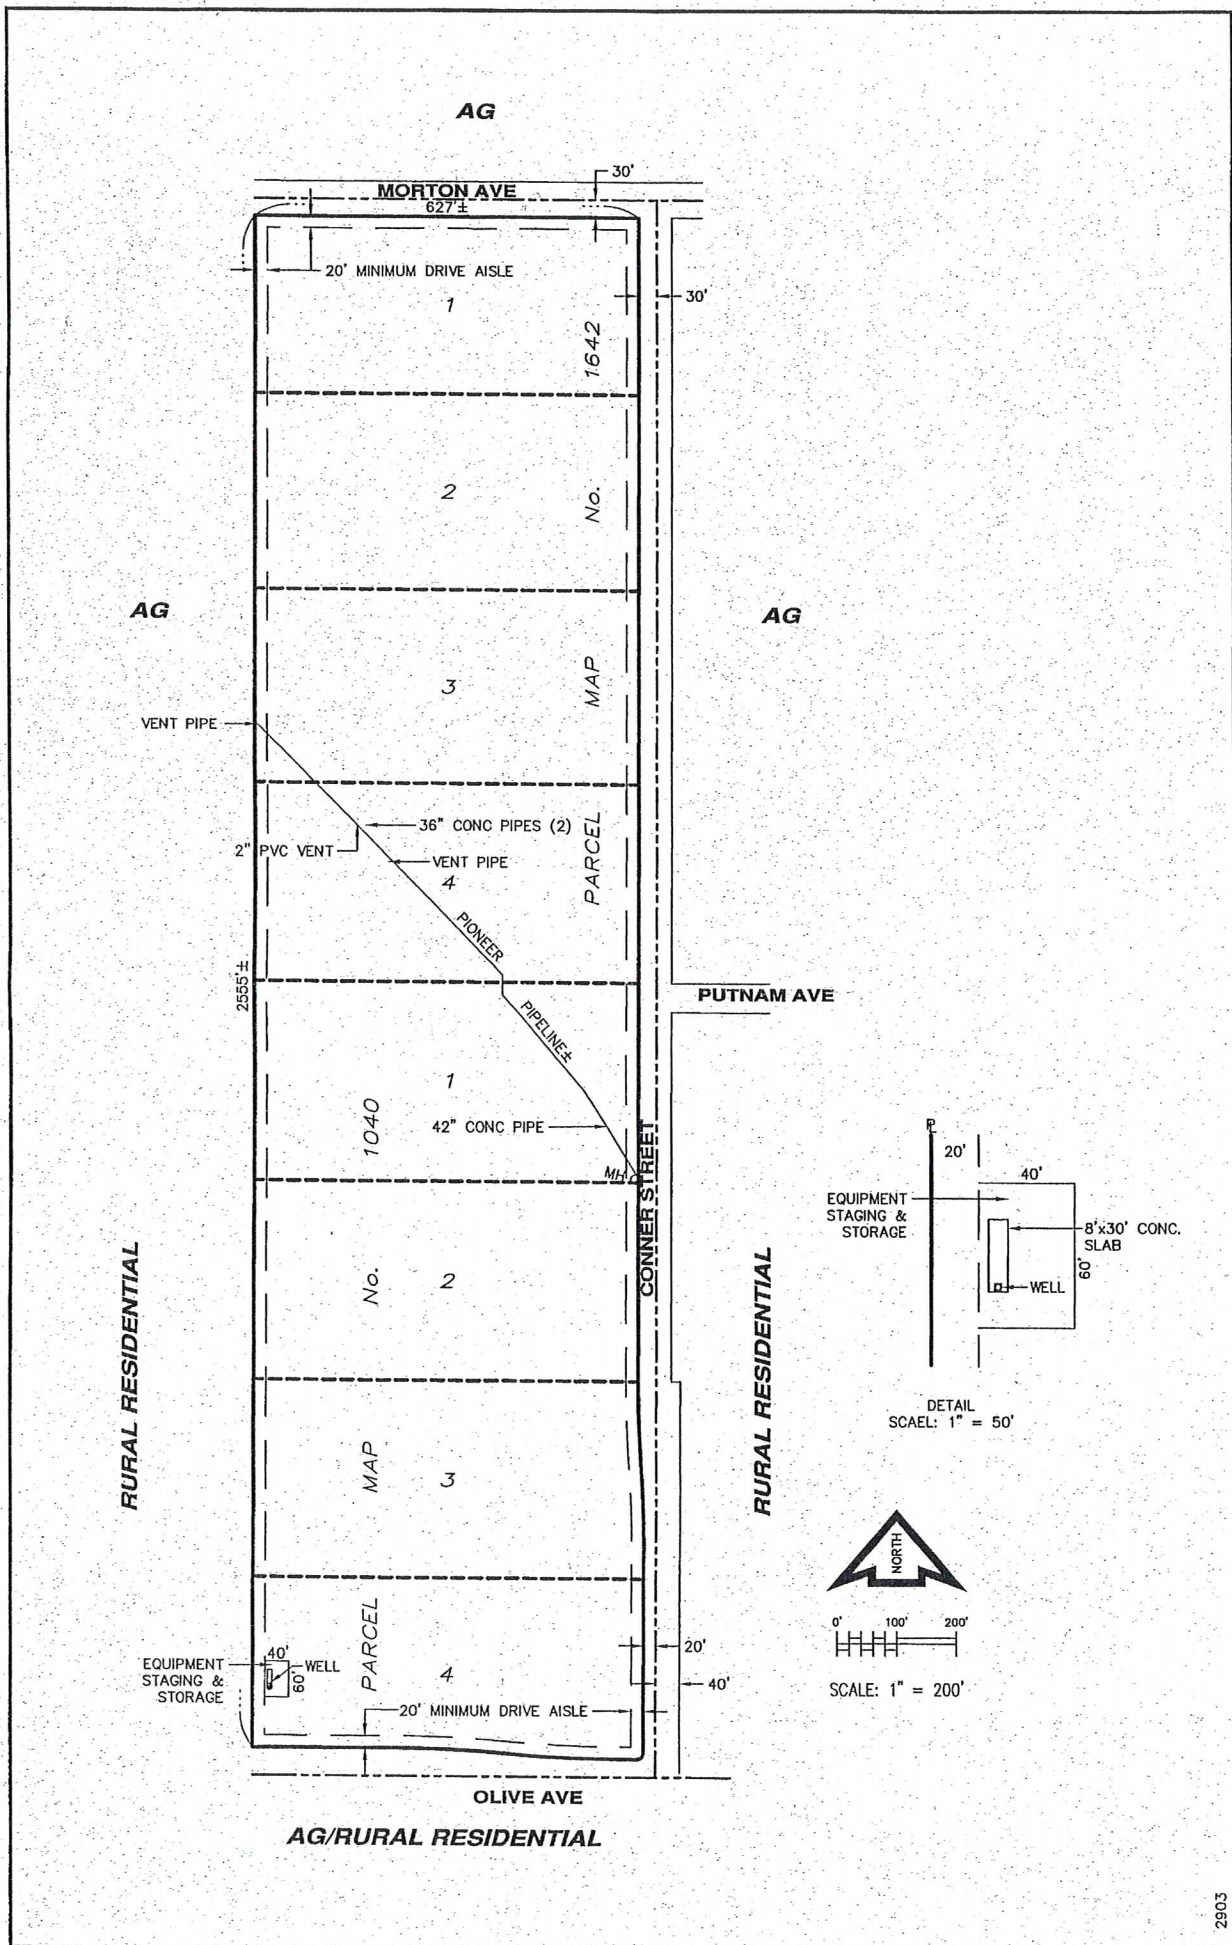 AG
30'
MORTON AVE
627'±
20' MINIMUM DRIVE AISLE
30'
1
1642
2
No.
AG
AG
3
MAP
VENT PIPE
36" CONC PIPES (2)
2" PVC VENT
VENT PIPE
4
PARCEL
PIONEER
2555'±
PUTNAM AVE
PIPELINE±
1
1040
42" CONC PIPE
MH
CONNER STREET
P
L
20'
40'
EQUIPMENT
STAGING &
STORAGE
8'x30' CONC.
SLAB
60'
WELL
DETAIL
SCAEL: 1" = 50'
RURAL RESIDENTIAL
No.
2
RURAL RESIDENTIAL
MAP
3
NORTH
0' 100' 200'
SCALE: 1" = 200'
PARCEL
20'
EQUIPMENT
STAGING &
STORAGE
40'
WELL
60'
4
40'
20' MINIMUM DRIVE AISLE
OLIVE AVE
AG/RURAL RESIDENTIAL
2903